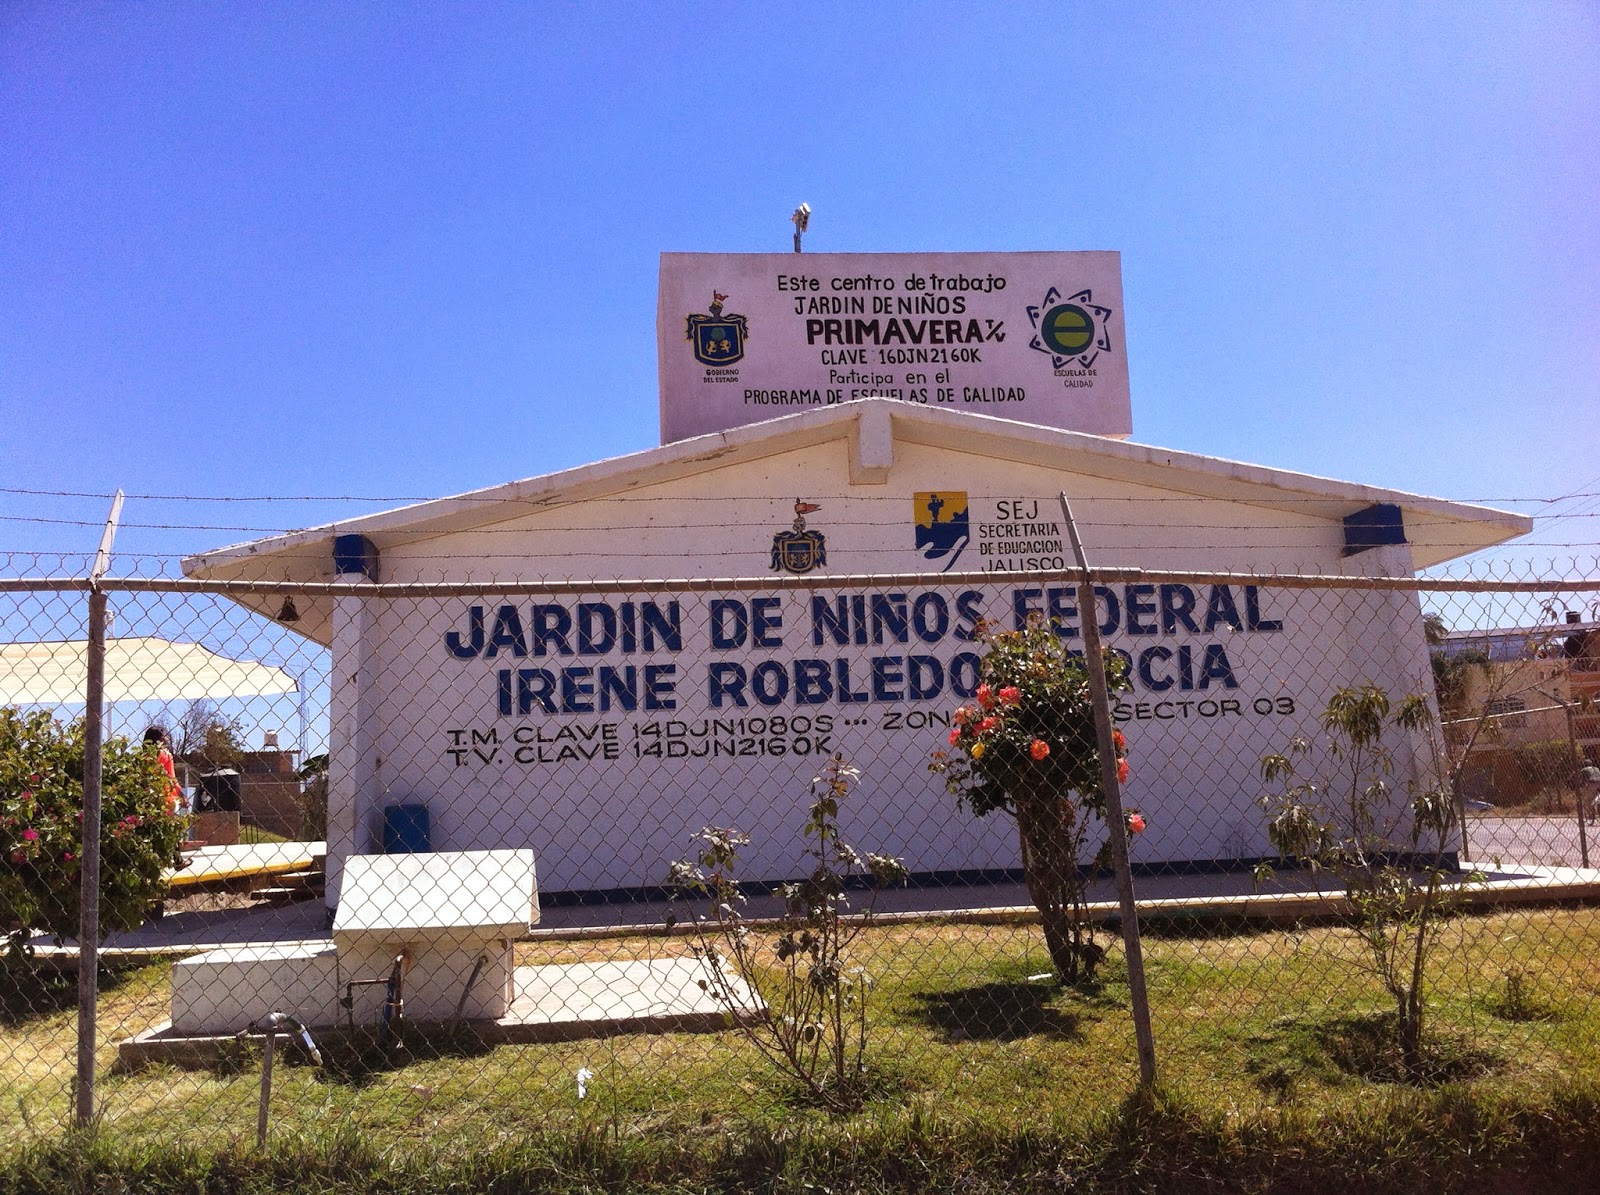 Este centro de trabajo
JARDIN DE NIÑOS
PRIMAVERA T/V
CLAVE 16DJN2160K
Participa en el
PROGRAMA DE ESCUELAS DE CALIDAD
GOBIERNO
DEL ESTADO
e
ESCUELAS DE
CALIDAD
SEJ
SECRETARIA
DE EDUCACION
JALISCO
JARDIN DE NIÑOS FEDERAL
IRENE ROBLEDO
T.M. CLAVE 14DJN1080S ... SECTOR 03
T.V. CLAVE 14DJN2160K